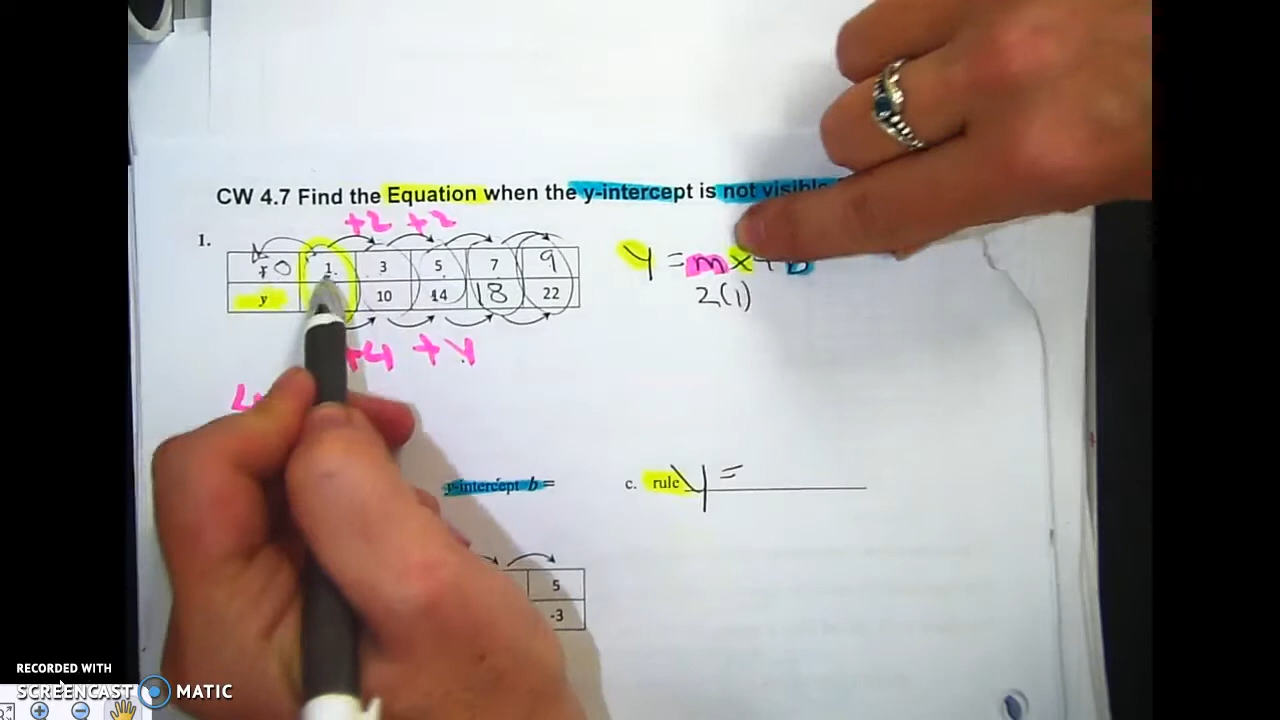 CW 4.7 Find the Equation when the y-intercept is not visible
+2 +2
1.
0 1 3 5 7 9
y 10 14 18 22
+4 +4
y = mx + b
2(1)
y-intercept b =
c. rule y =
5
-3
RECORDED WITH
SCREENCAST MATIC